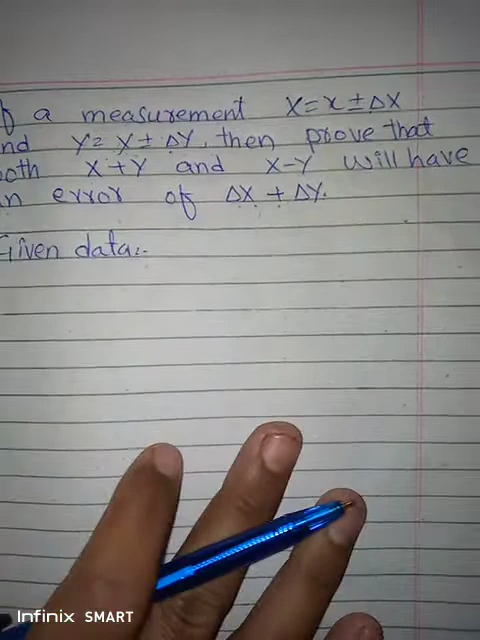 f a measurement X = x ± ΔX
nd Y = Y ± ΔY, then prove that
oth X + Y and X - Y will have
n error of ΔX + ΔY.
Given data:-
Infinix SMART